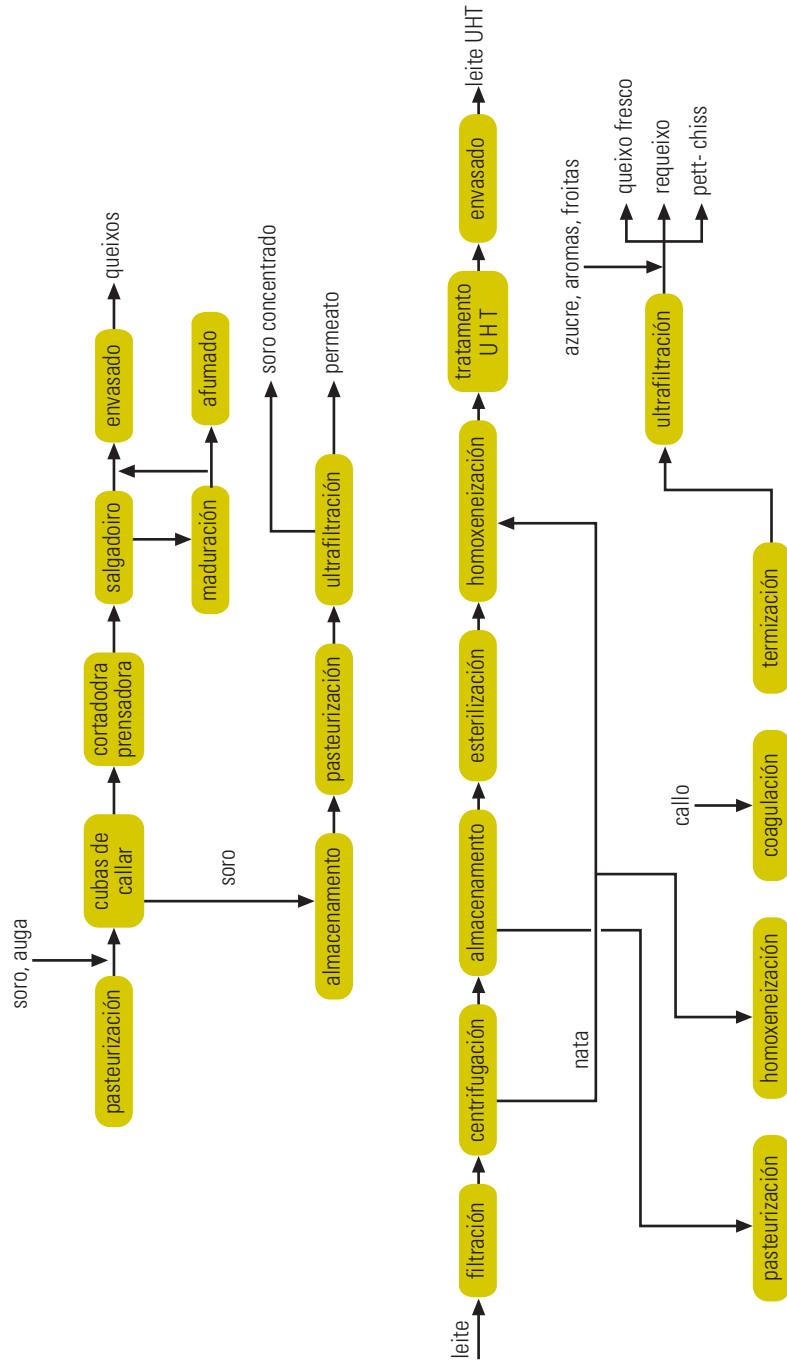 soro, auga
pasteurización
cubas de
callar
cortadodra
prensadora
salgadoiro
envasado
queixos
maduración
afumado
soro
almacenamento
pasteurización
ultrafiltración
soro concentrado
permeato
leite
filtración
centrifugación
almacenamento
esterilización
homoxeneización
tratamento
UHT
envasado
leite UHT
nata
pasteurización
homoxeneización
callo
coagulación
termización
ultrafiltración
azucre, aromas, froitas
queixo fresco
requeixo
pett- chiss